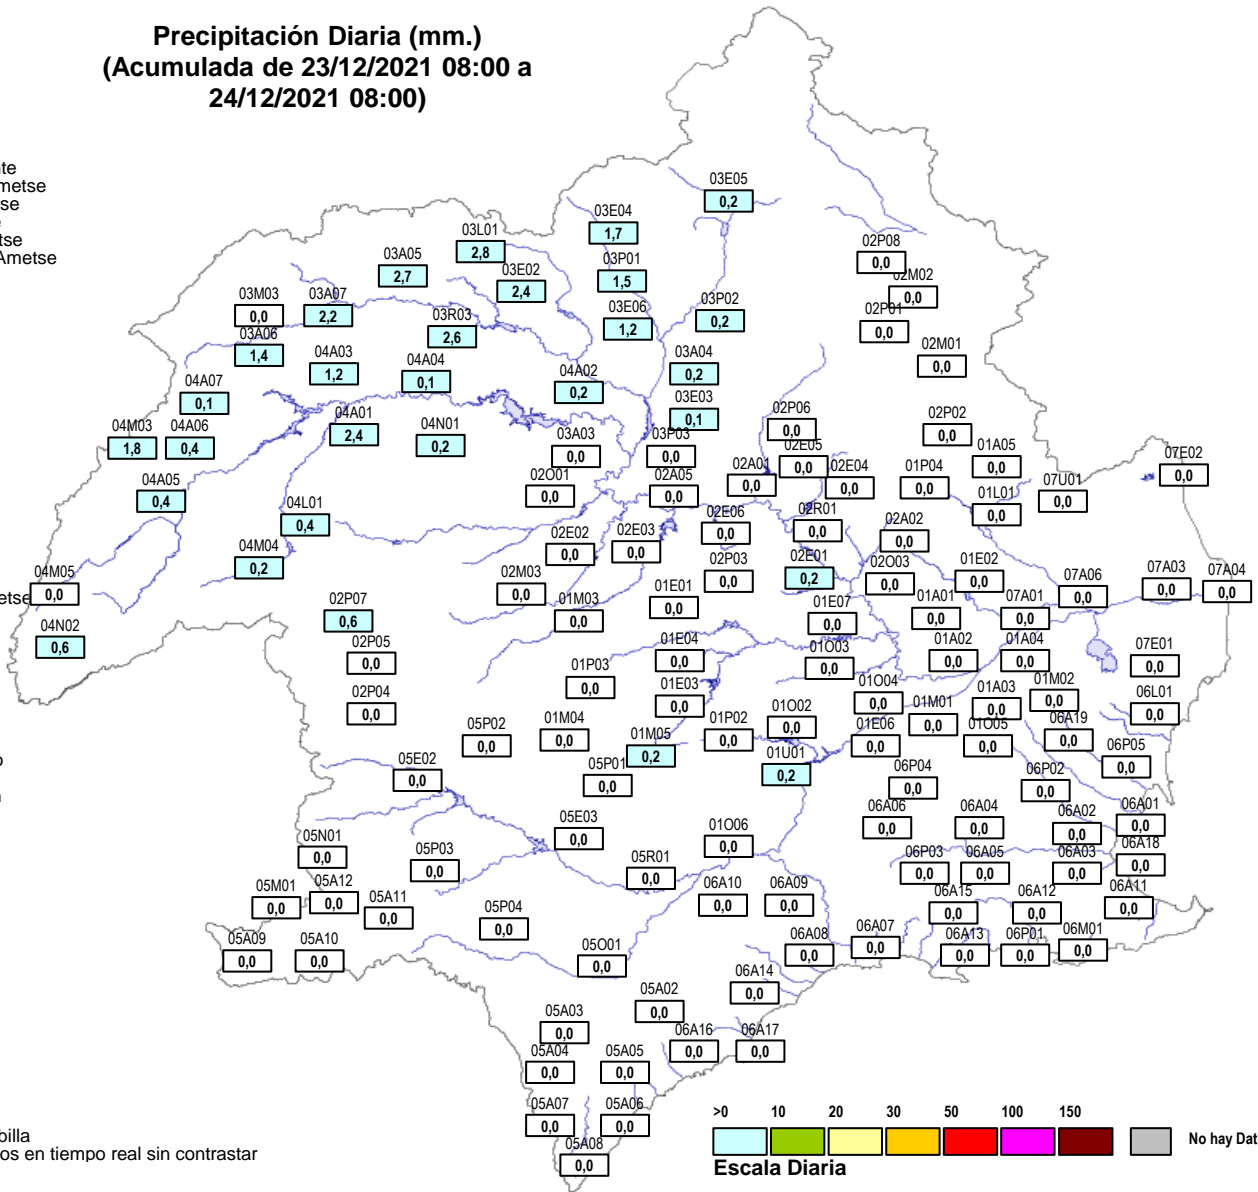 Precipitación Diaria (mm.)
(Acumulada de 23/12/2021 08:00 a
24/12/2021 08:00)
nte
metse
tse
e
tse
Ametse
03E05
0,2
03E04
1,7
03L01
2,8
02P08
0,0
03A05
2,7
03P01
1,5
03E02
2,4
02M02
0,0
03M03
0,0
03A07
2,2
03P02
0,2
03E06
1,2
02P01
0,0
03R03
2,6
03A06
1,4
02M01
0,0
04A03
1,2
04A04
0,1
03A04
0,2
04A02
0,2
04A07
0,1
03E03
0,1
04A01
2,4
02P06
0,0
02P02
0,0
04M03
1,8
04A06
0,4
04N01
0,2
03A03
0,0
03P03
0,0
02E05
0,0
01A05
0,0
07E02
0,0
02O01
0,0
02A05
0,0
02A01
0,0
02E04
0,0
01P04
0,0
07U01
0,0
04A05
0,4
01L01
0,0
04L01
0,4
02E06
0,0
02R01
0,0
02A02
0,0
02E02
0,0
02E03
0,0
04M04
0,2
02P03
0,0
02E01
0,2
02O03
0,0
01E02
0,0
04M05
0,0
etse
02M03
0,0
07A06
0,0
07A03
0,0
07A04
0,0
01E01
0,0
02P07
0,6
01M03
0,0
01E07
0,0
01A01
0,0
07A01
0,0
04N02
0,6
02P05
0,0
01E04
0,0
01O03
0,0
01A02
0,0
01A04
0,0
07E01
0,0
01P03
0,0
01E03
0,0
01O04
0,0
01A03
0,0
01M02
0,0
06L01
0,0
02P04
0,0
01M01
0,0
05P02
0,0
01M04
0,0
01M05
0,2
01P02
0,0
01O02
0,0
01E06
0,0
01O05
0,0
06A19
0,0
06P05
0,0
05E02
0,0
05P01
0,0
01U01
0,2
06P04
0,0
06P02
0,0
05E03
0,0
01O06
0,0
06A06
0,0
06A04
0,0
06A02
0,0
06A01
0,0
05N01
0,0
05P03
0,0
05R01
0,0
06P03
0,0
06A05
0,0
06A03
0,0
06A18
0,0
05M01
0,0
05A12
0,0
05A11
0,0
06A10
0,0
06A09
0,0
06A15
0,0
06A12
0,0
06A11
0,0
05P04
0,0
05A09
0,0
05A10
0,0
05O01
0,0
06A08
0,0
06A07
0,0
06A13
0,0
06P01
0,0
06M01
0,0
06A14
0,0
05A02
0,0
05A03
0,0
06A16
0,0
06A17
0,0
05A04
0,0
05A05
0,0
05A07
0,0
05A06
0,0
05A08
0,0
billa
os en tiempo real sin contrastar
>0 10 20 30 50 100 150
No hay Dat
Escala Diaria